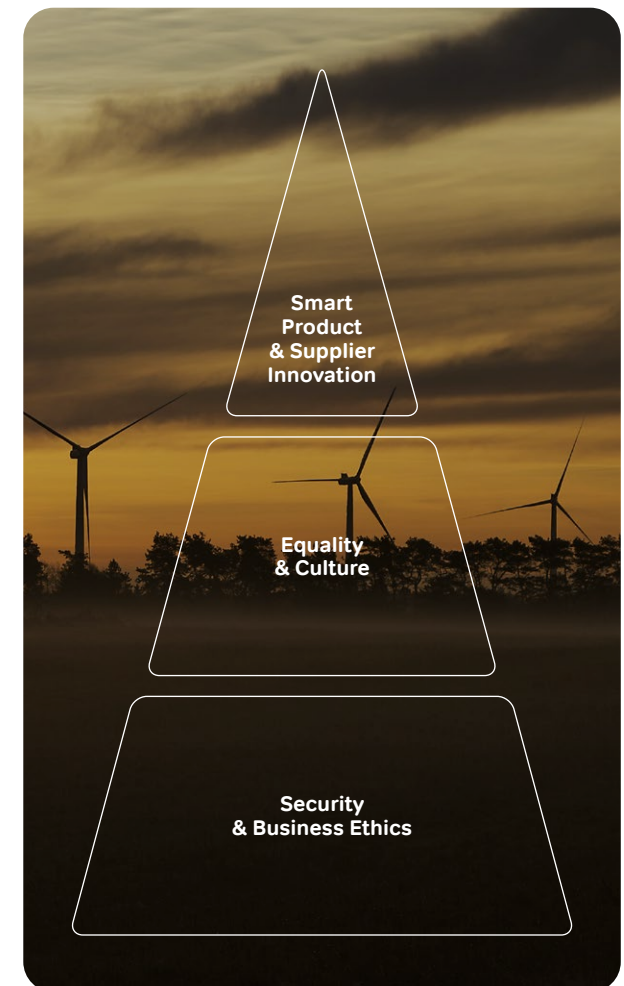 Smart
Product
& Supplier
Innovation
Equality
& Culture
Security
& Business Ethics